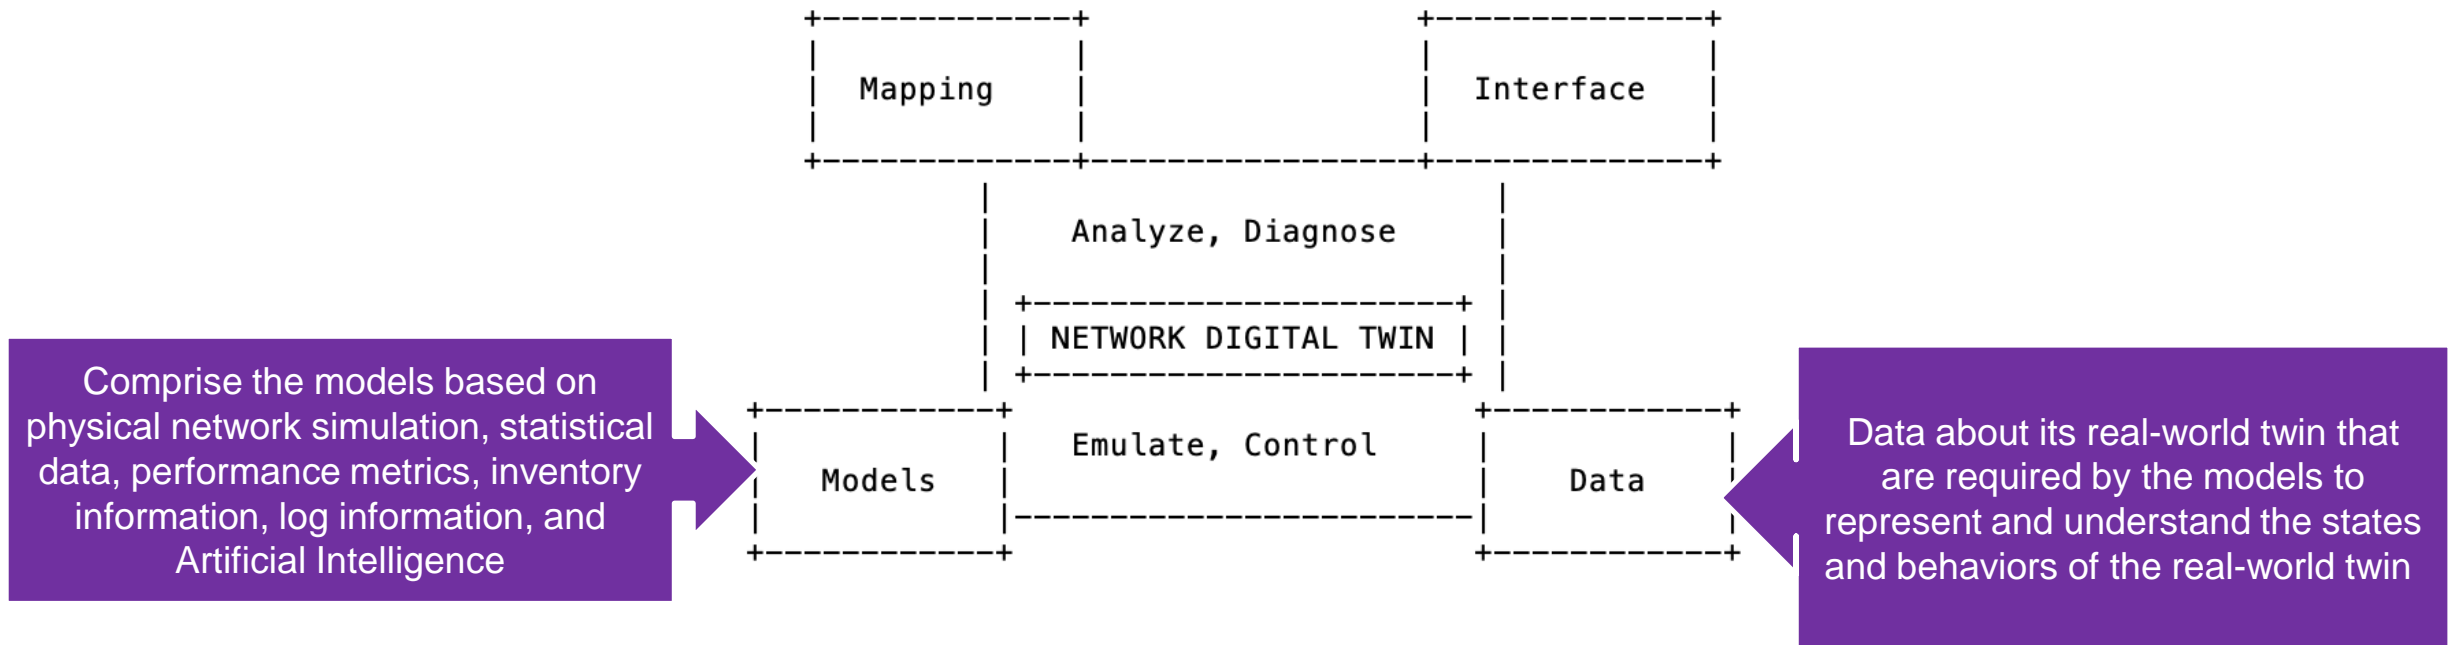 Mapping
Interface
Analyze, Diagnose
NETWORK DIGITAL TWIN
Comprise the models based on
physical network simulation, statistical
data, performance metrics, inventory
information, log information, and
Artificial Intelligence
Emulate, Control
Models
Data
Data about its real-world twin that
are required by the models to
represent and understand the states
and behaviors of the real-world twin